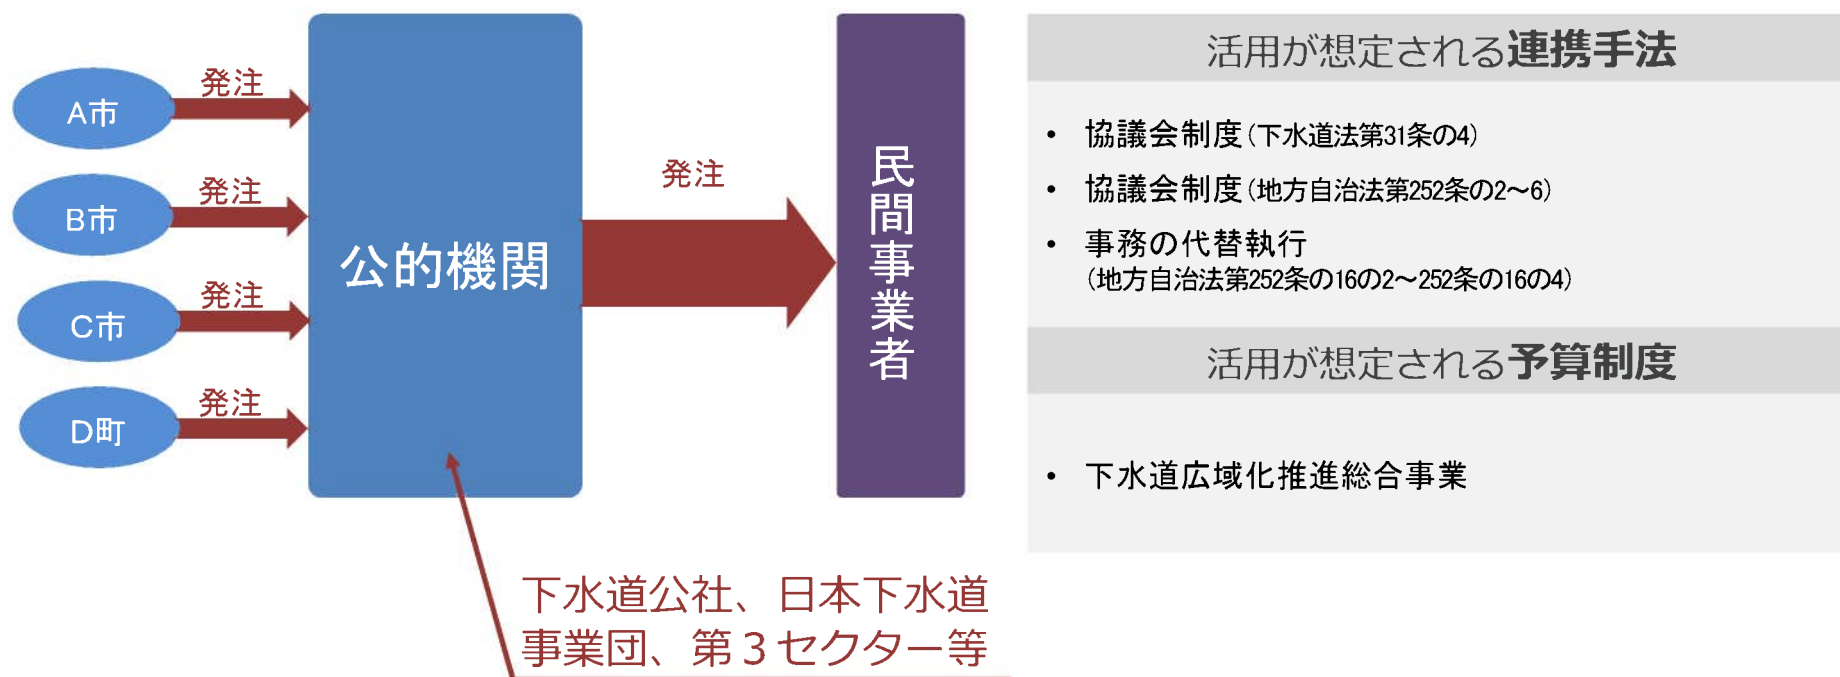 A市
発注
B市
発注
C市
発注
D町
発注
公的機関
発注
民間事業者
下水道公社、日本下水道
事業団、第３セクター等
活用が想定される連携手法
• 協議会制度(下水道法第31条の4)
• 協議会制度(地方自治法第252条の2～6)
• 事務の代替執行
(地方自治法第252条の16の2～252条の16の4)
活用が想定される予算制度
• 下水道広域化推進総合事業